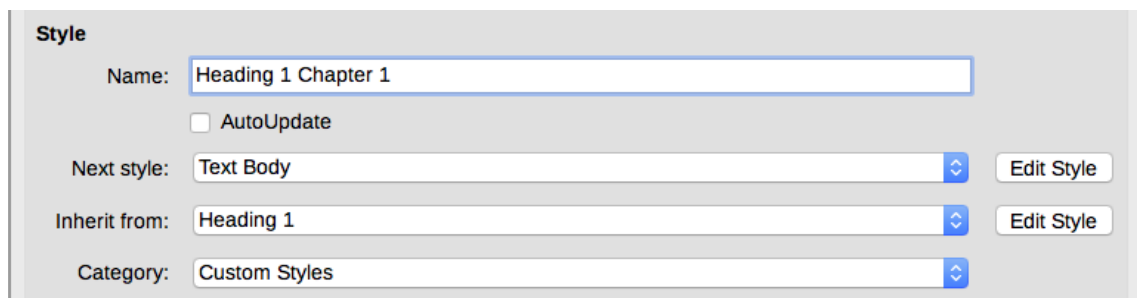 Style
Name: Heading 1 Chapter 1
AutoUpdate
Next style: Text Body Edit Style
Inherit from: Heading 1 Edit Style
Category: Custom Styles